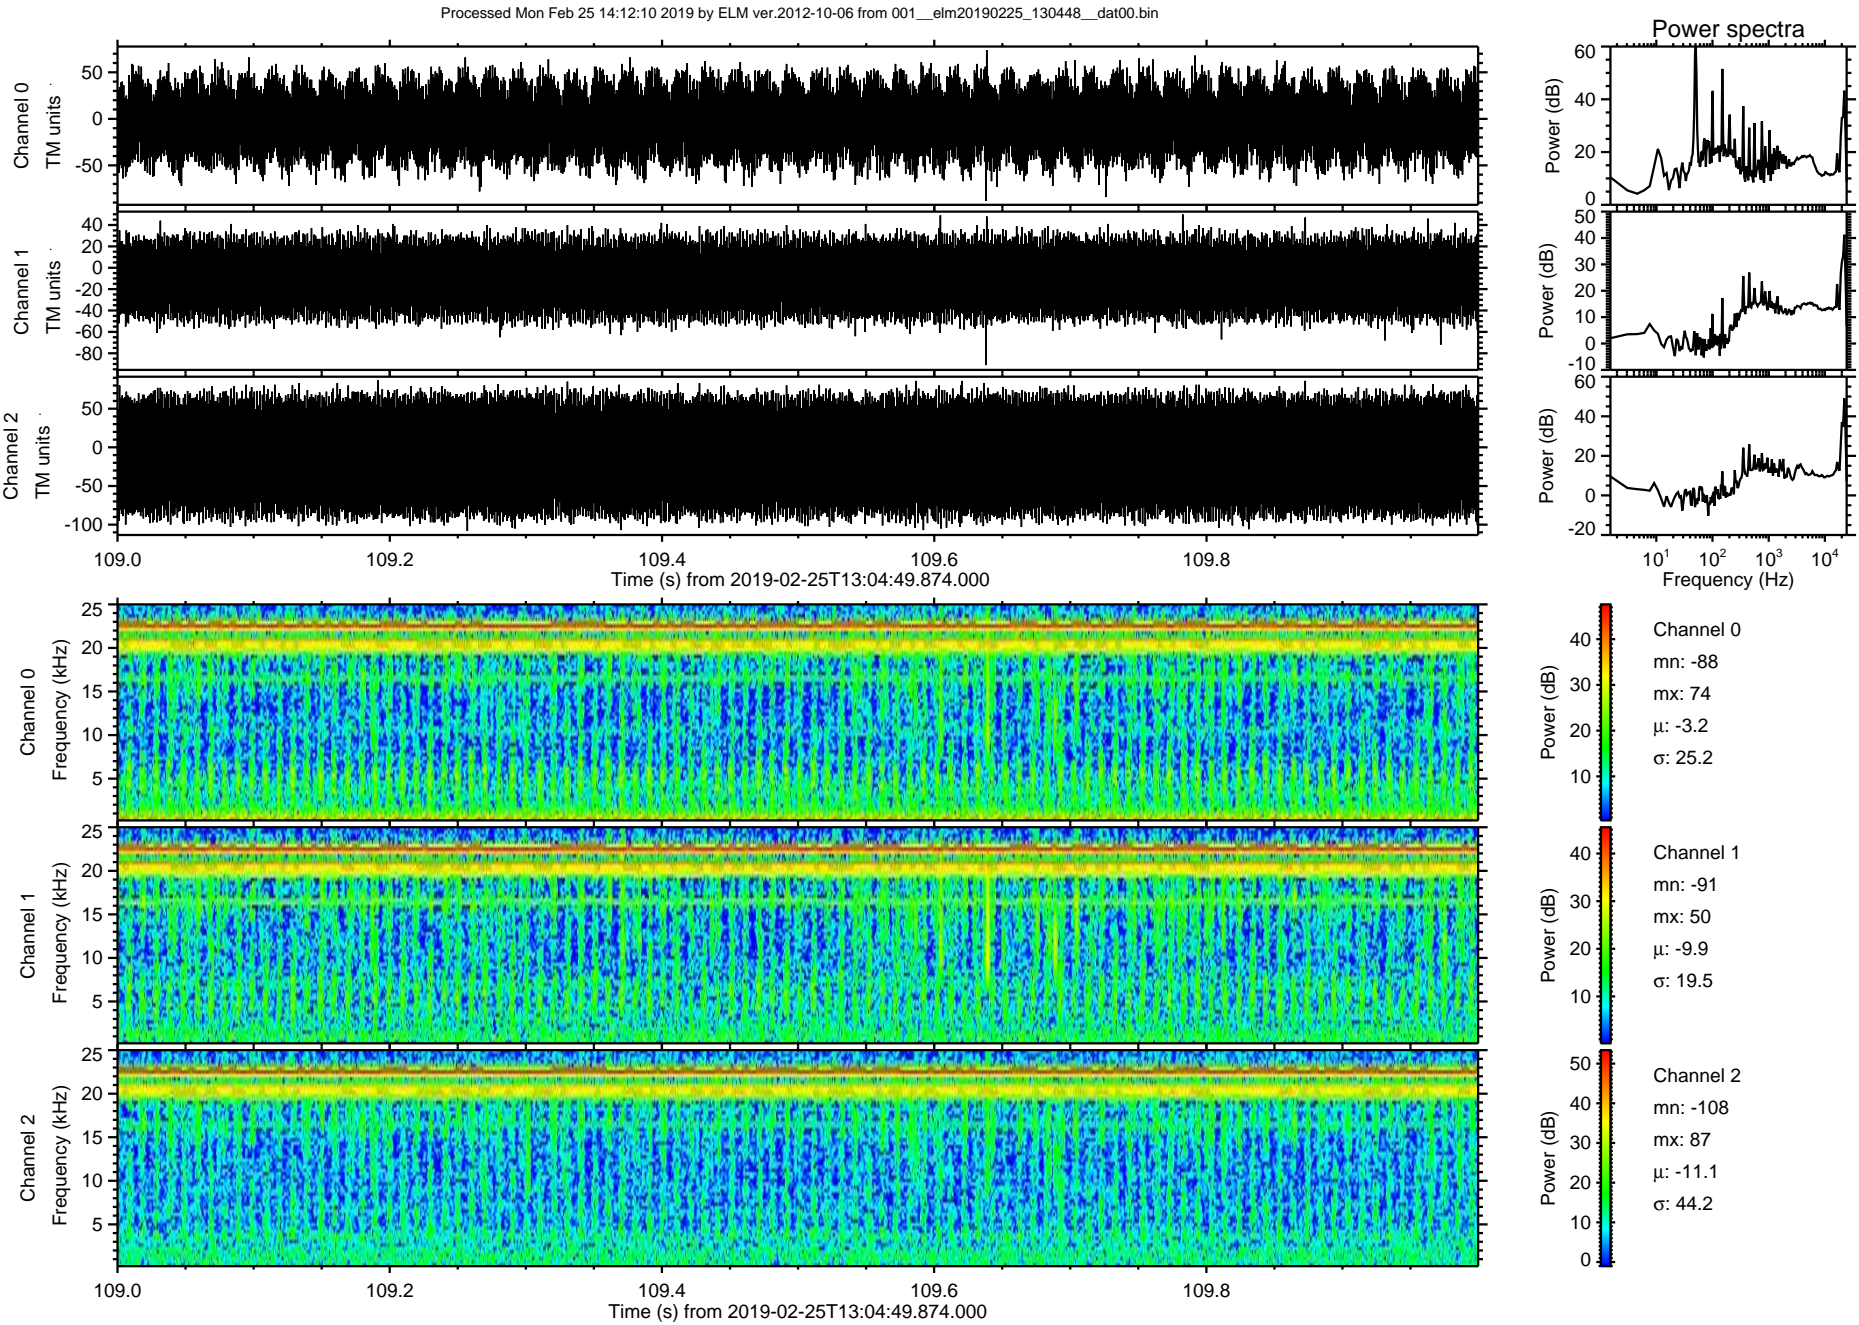 Processed Mon Feb 25 14:12:10 2019 by ELM ver.2012-10-06 from 001__elm20190225_130448__dat00.bin
Power spectra
Channel 0
TM units
50
0
-50
Power (dB)
60
40
20
0
Channel 1
TM units
40
20
0
-20
-40
-60
-80
Power (dB)
50
40
30
20
10
0
-10
Channel 2
TM units
50
0
-50
-100
Power (dB)
60
40
20
0
-20
109.0 109.2 109.4 109.6 109.8
Time (s) from 2019-02-25T13:04:49.874.000
10¹ 10² 10³ 10⁴
Frequency (Hz)
Channel 0
Frequency (kHz)
25
20
15
10
5
Power (dB)
40
30
20
10
Channel 0
mn: -88
mx: 74
µ: -3.2
σ: 25.2
Channel 1
Frequency (kHz)
25
20
15
10
5
Power (dB)
40
30
20
10
Channel 1
mn: -91
mx: 50
µ: -9.9
σ: 19.5
Channel 2
Frequency (kHz)
25
20
15
10
5
Power (dB)
50
40
30
20
10
0
Channel 2
mn: -108
mx: 87
µ: -11.1
σ: 44.2
109.0 109.2 109.4 109.6 109.8
Time (s) from 2019-02-25T13:04:49.874.000